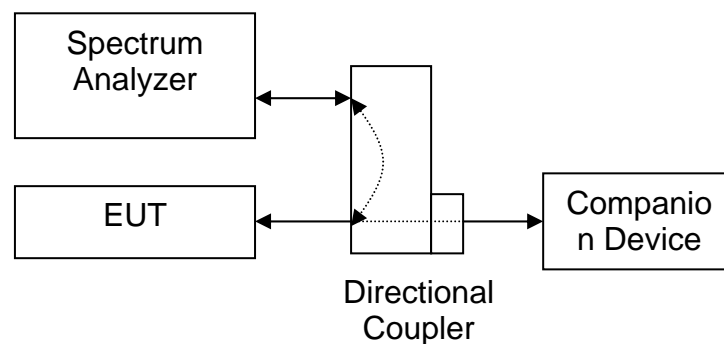 Spectrum
Analyzer
EUT
Companio
n Device
Directional
Coupler